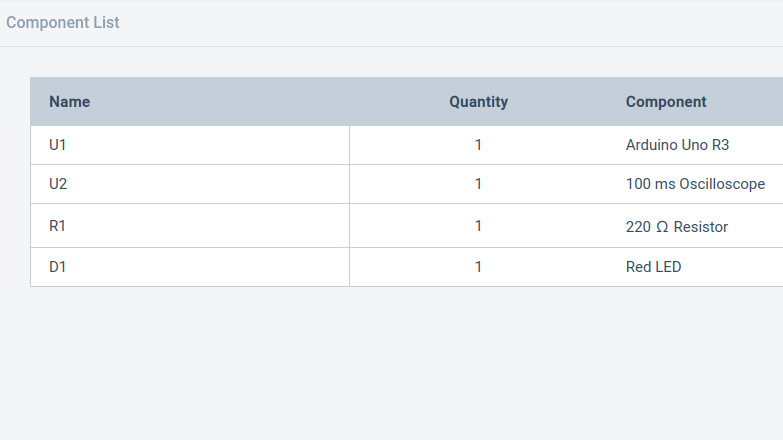 Component List
Name Quantity Component
U1 1 Arduino Uno R3
U2 1 100 ms Oscilloscope
R1 1 220 Ω Resistor
D1 1 Red LED